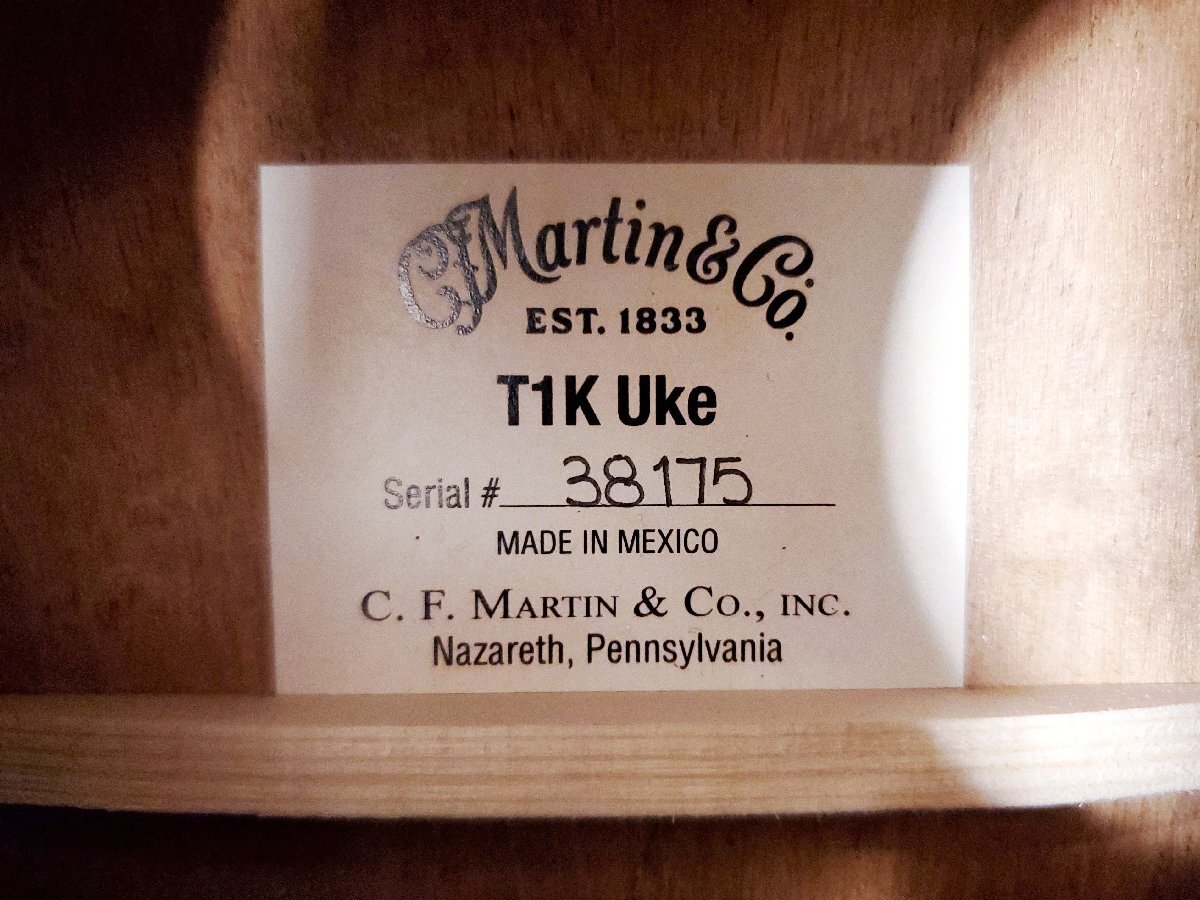 CFMartin & Co.
EST. 1833
T1K Uke
Serial # 38175
MADE IN MEXICO
C. F. MARTIN & CO., INC.
Nazareth, Pennsylvania